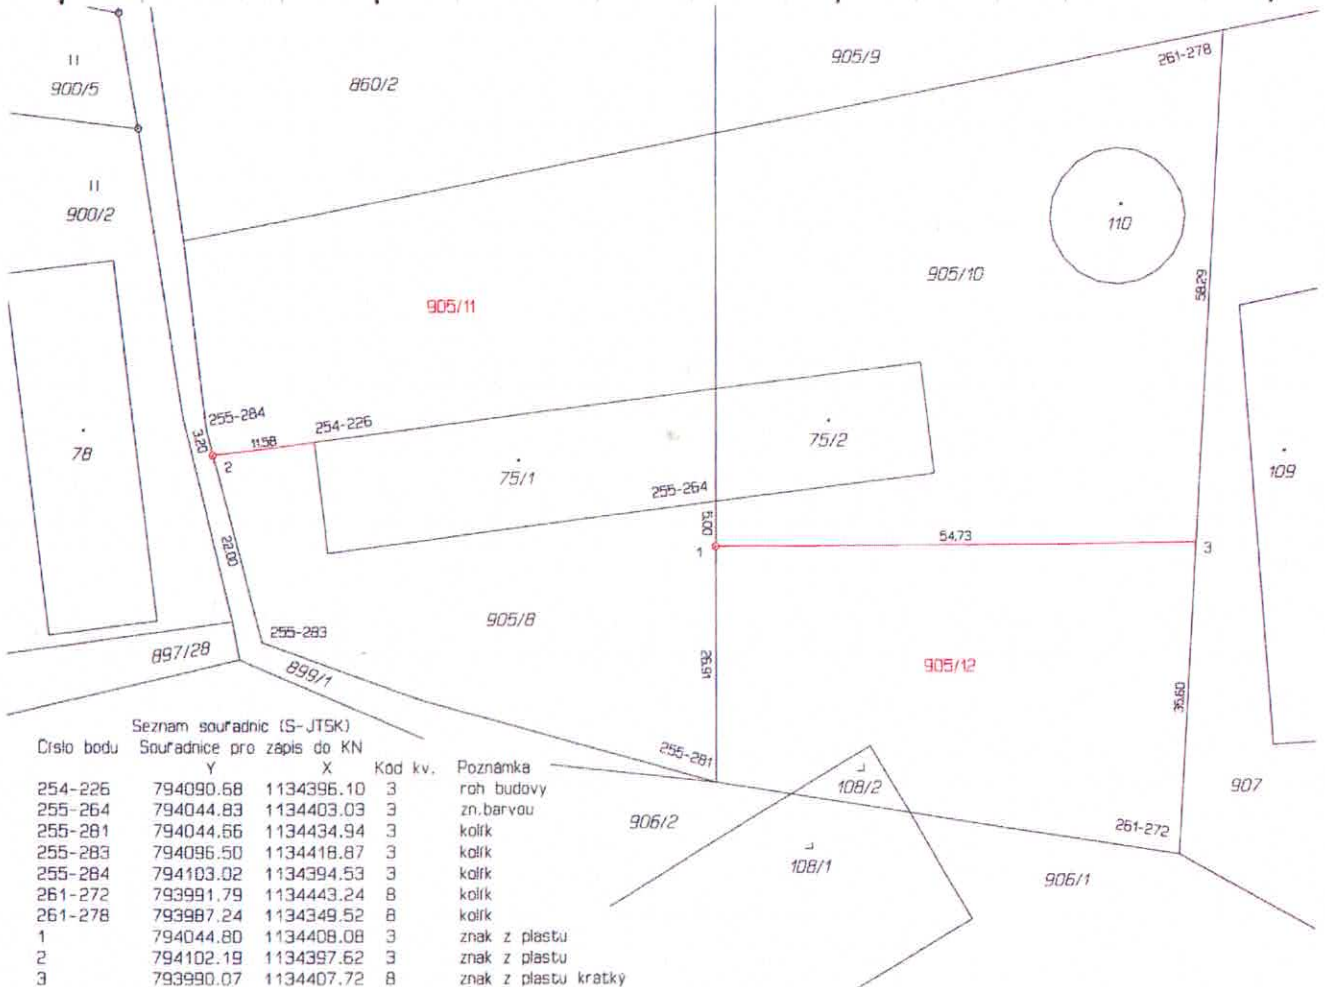 905/9
261-278
II
900/5
860/2
II
900/2
110
905/10
905/11
58.29
255-284
254-226
3.20
11.58
2
78
75/2
75/1
255-264
109
5.00
54.73
1
3
22.00
905/8
255-283
897/28
899/1
26.91
905/12
35.60
255-281
108/2
907
906/2
261-272
108/1
906/1
Seznam souřadnic (S-JTSK)
Číslo bodu Souřadnice pro zápis do KN
Y X Kód kv. Poznámka
254-226 794090.68 1134396.10 3 roh budovy
255-264 794044.83 1134403.03 3 zn.barvou
255-281 794044.66 1134434.94 3 kolík
255-283 794096.50 1134418.87 3 kolík
255-284 794103.02 1134394.53 3 kolík
261-272 793991.79 1134443.24 8 kolík
261-278 793987.24 1134349.52 8 kolík
1 794044.80 1134408.08 3 znak z plastu
2 794102.19 1134397.62 3 znak z plastu
3 793990.07 1134407.72 8 znak z plastu krátký